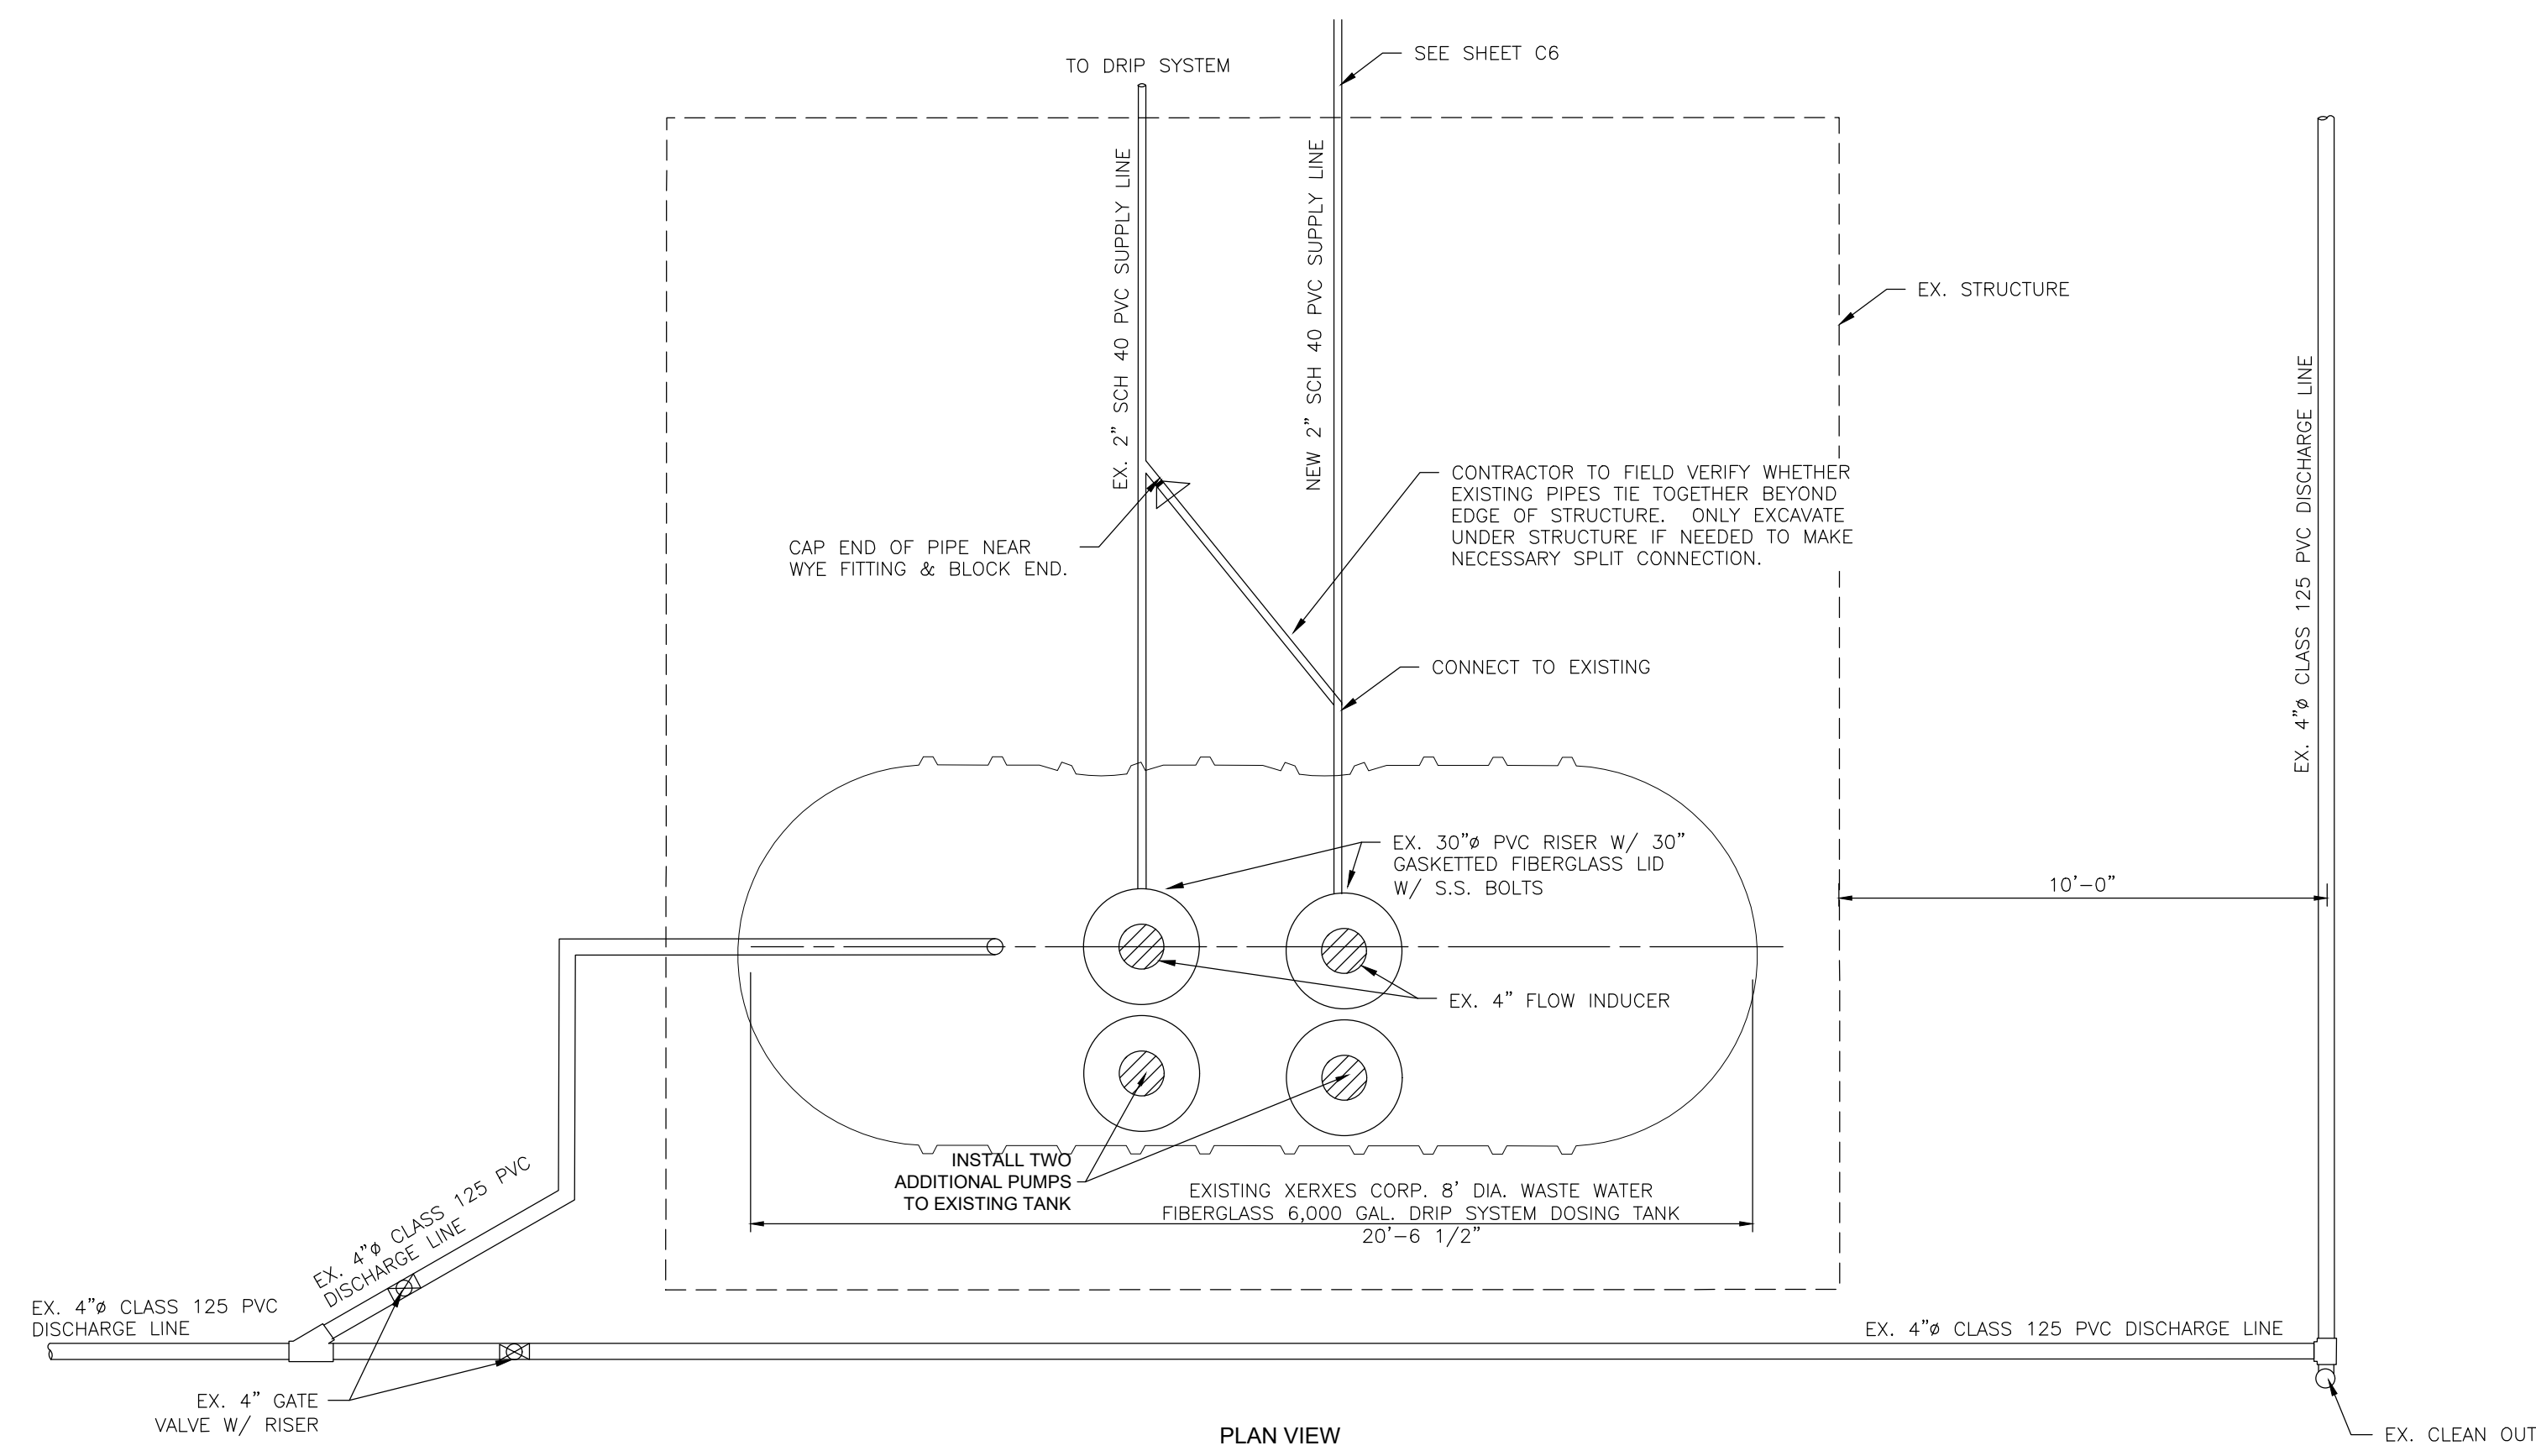 SEE SHEET C6
TO DRIP SYSTEM
EX. 2" SCH 40 PVC SUPPLY LINE
NEW 2" SCH 40 PVC SUPPLY LINE
EX. STRUCTURE
EX. 4"ø CLASS 125 PVC DISCHARGE LINE
CONTRACTOR TO FIELD VERIFY WHETHER
EXISTING PIPES TIE TOGETHER BEYOND
EDGE OF STRUCTURE. ONLY EXCAVATE
UNDER STRUCTURE IF NEEDED TO MAKE
NECESSARY SPLIT CONNECTION.
CAP END OF PIPE NEAR
WYE FITTING & BLOCK END.
CONNECT TO EXISTING
EX. 30"ø PVC RISER W/ 30"
GASKETTED FIBERGLASS LID
W/ S.S. BOLTS
10'-0"
EX. 4" FLOW INDUCER
INSTALL TWO
ADDITIONAL PUMPS
TO EXISTING TANK
EXISTING XERXES CORP. 8' DIA. WASTE WATER
FIBERGLASS 6,000 GAL. DRIP SYSTEM DOSING TANK
20'-6 1/2"
EX. 4"ø CLASS 125 PVC
DISCHARGE LINE
EX. 4"ø CLASS 125 PVC
DISCHARGE LINE
EX. 4"ø CLASS 125 PVC DISCHARGE LINE
EX. 4" GATE
VALVE W/ RISER
EX. CLEAN OUT
PLAN VIEW